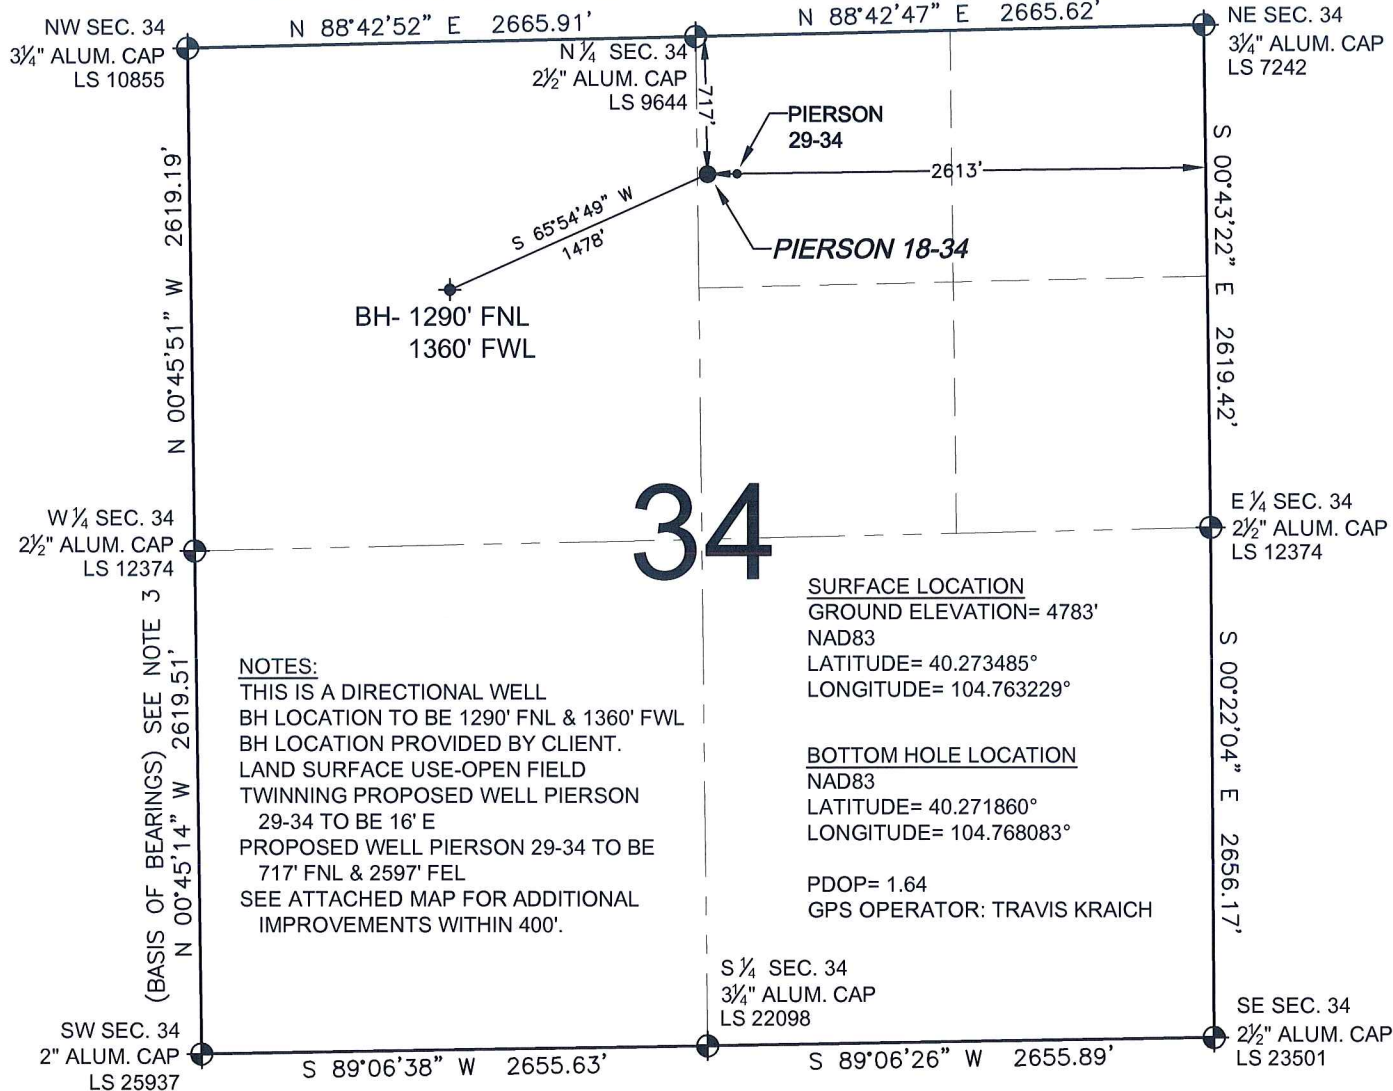 NW SEC. 34
3¼" ALUM. CAP
LS 10855
N 88°42'52" E 2665.91'
N ¼ SEC. 34
2½" ALUM. CAP
LS 9644
N 88°42'47" E 2665.62'
NE SEC. 34
3¼" ALUM. CAP
LS 7242
717'
PIERSON
29-34
2613'
PIERSON 18-34
S 65°54'49" W
1478'
BH- 1290' FNL
1360' FWL
N 00°45'51" W 2619.19'
S 00°43'22" E 2619.42'
W ¼ SEC. 34
2½" ALUM. CAP
LS 12374
34
E ¼ SEC. 34
2½" ALUM. CAP
LS 12374
(BASIS OF BEARINGS) SEE NOTE 3
N 00°45'14" W 2619.51'
NOTES:
THIS IS A DIRECTIONAL WELL
BH LOCATION TO BE 1290' FNL & 1360' FWL
BH LOCATION PROVIDED BY CLIENT.
LAND SURFACE USE-OPEN FIELD
TWINNING PROPOSED WELL PIERSON
29-34 TO BE 16' E
PROPOSED WELL PIERSON 29-34 TO BE
717' FNL & 2597' FEL
SEE ATTACHED MAP FOR ADDITIONAL
IMPROVEMENTS WITHIN 400'.
SURFACE LOCATION
GROUND ELEVATION= 4783'
NAD83
LATITUDE= 40.273485°
LONGITUDE= 104.763229°
BOTTOM HOLE LOCATION
NAD83
LATITUDE= 40.271860°
LONGITUDE= 104.768083°
PDOP= 1.64
GPS OPERATOR: TRAVIS KRAICH
S 00°22'04" E 2656.17'
SW SEC. 34
2" ALUM. CAP
LS 25937
S 89°06'38" W 2655.63'
S ¼ SEC. 34
3¼" ALUM. CAP
LS 22098
S 89°06'26" W 2655.89'
SE SEC. 34
2½" ALUM. CAP
LS 23501